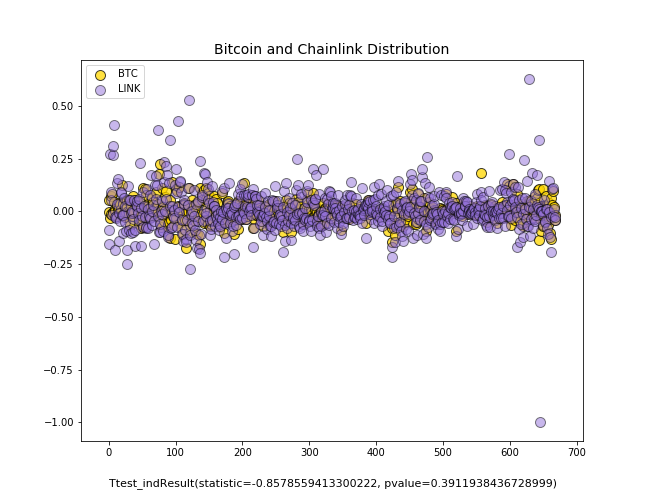 Bitcoin and Chainlink Distribution
BTC
LINK
0.50
0.25
0.00
−0.25
−0.50
−0.75
−1.00
0 100 200 300 400 500 600 700
Ttest_indResult(statistic=-0.8578559413300222, pvalue=0.3911938436728999)